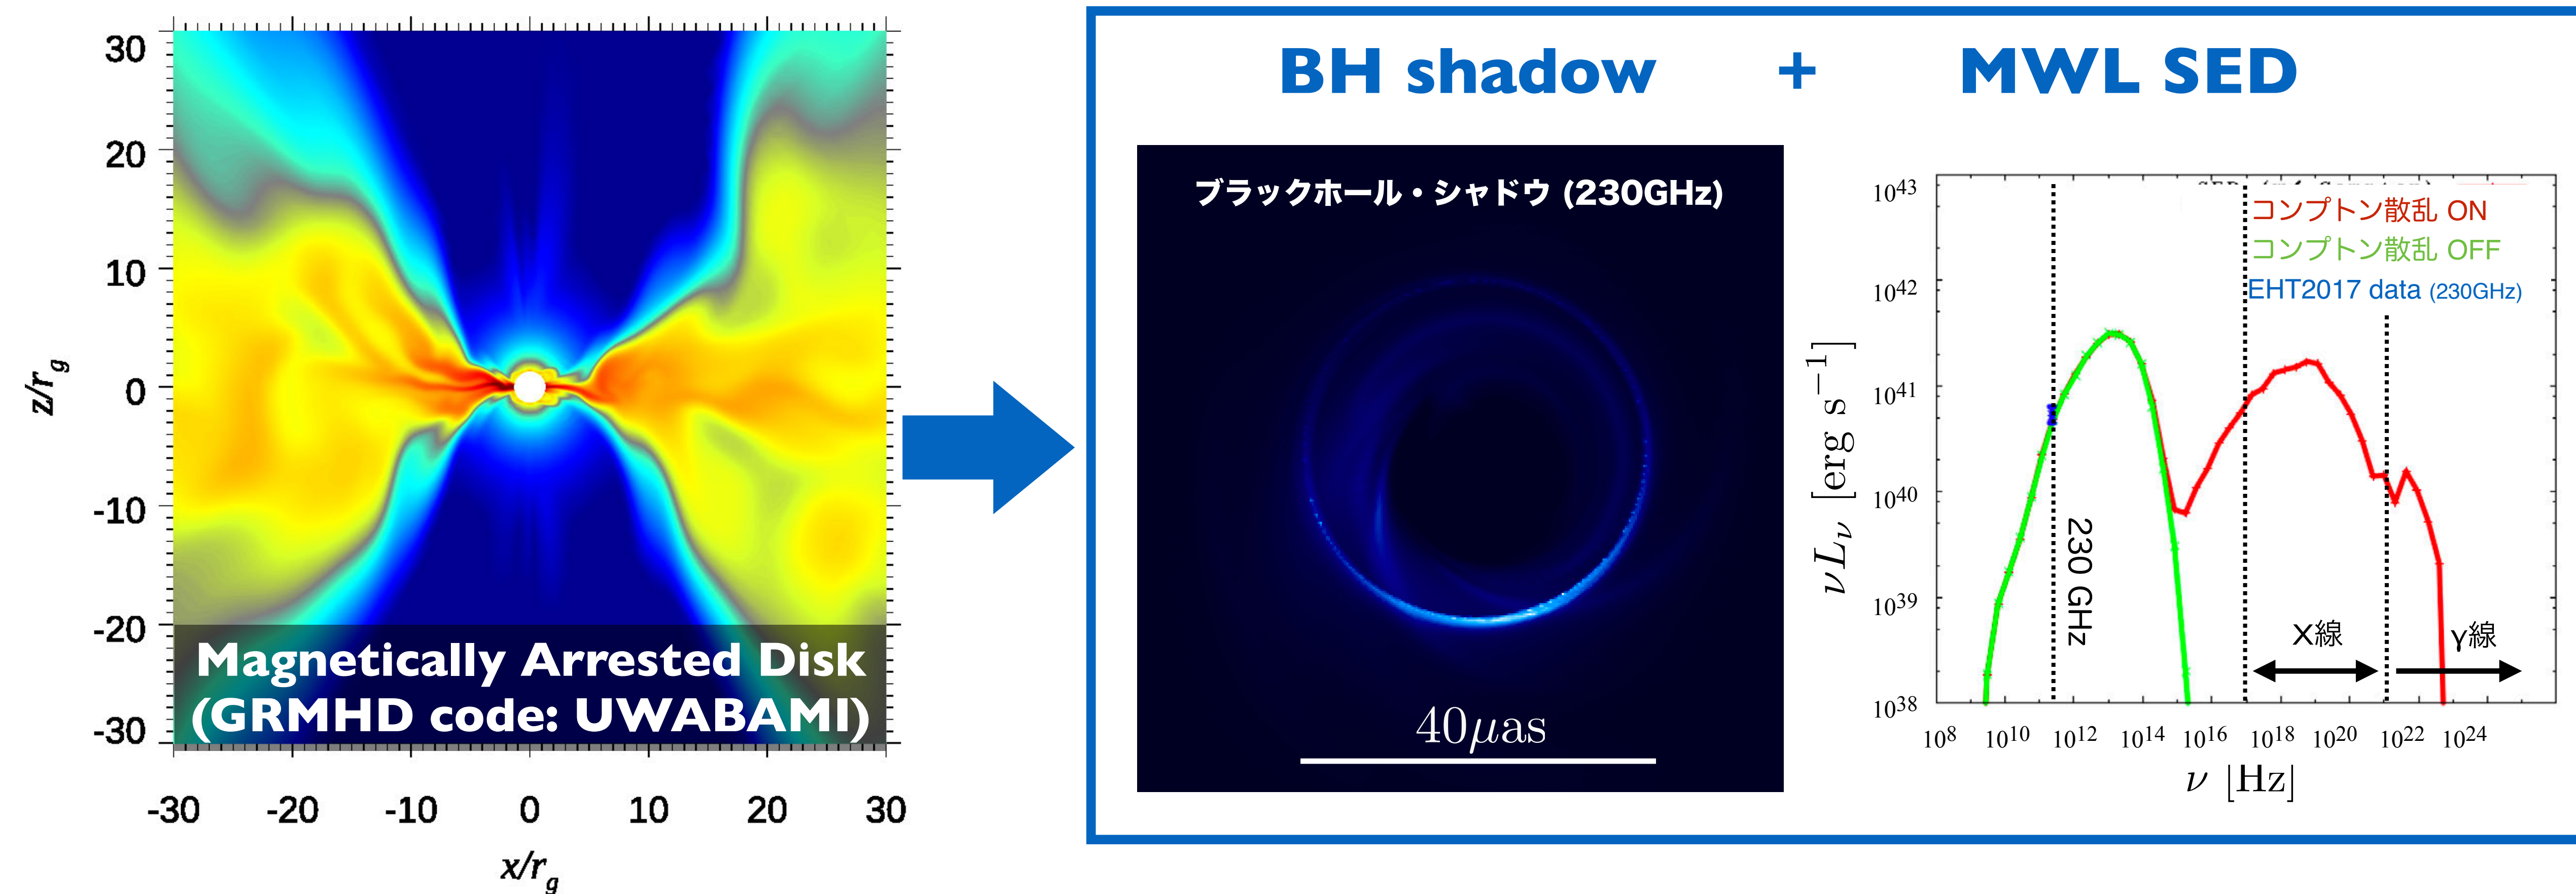 30
20
10
0
-10
-20
-30
z/r_g
-30 -20 -10 0 10 20 30
x/r_g
Magnetically Arrested Disk
(GRMHD code: UWABAMI)
BH shadow + MWL SED
ブラックホール・シャドウ (230GHz)
40μas
コンプトン散乱 ON
コンプトン散乱 OFF
EHT2017 data (230GHz)
10^43
10^42
10^41
10^40
10^39
10^38
νL_ν [erg s^−1]
230 GHz
X線
γ線
10^8 10^10 10^12 10^14 10^16 10^18 10^20 10^22 10^24
ν [Hz]